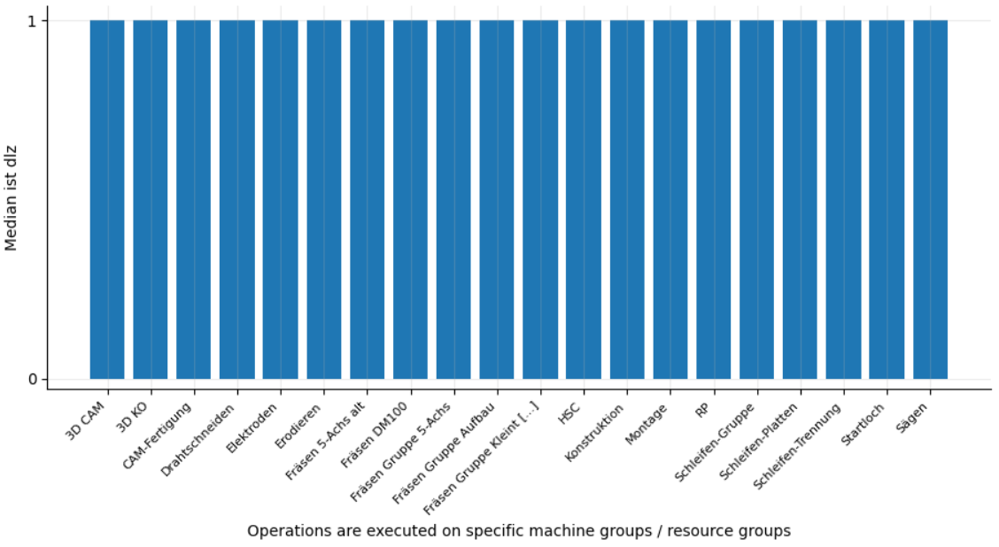 1
0
Median ist dlz
3D CAM
3D KO
CAM-Fertigung
Drahtschneiden
Elektroden
Erodieren
Fräsen 5-Achs alt
Fräsen DM100
Fräsen Gruppe 5-Achs
Fräsen Gruppe Aufbau
Fräsen Gruppe Kleint [...]
HSC
Konstruktion
Montage
RP
Schleifen-Gruppe
Schleifen-Platten
Schleifen-Trennung
Startloch
Sägen
Operations are executed on specific machine groups / resource groups